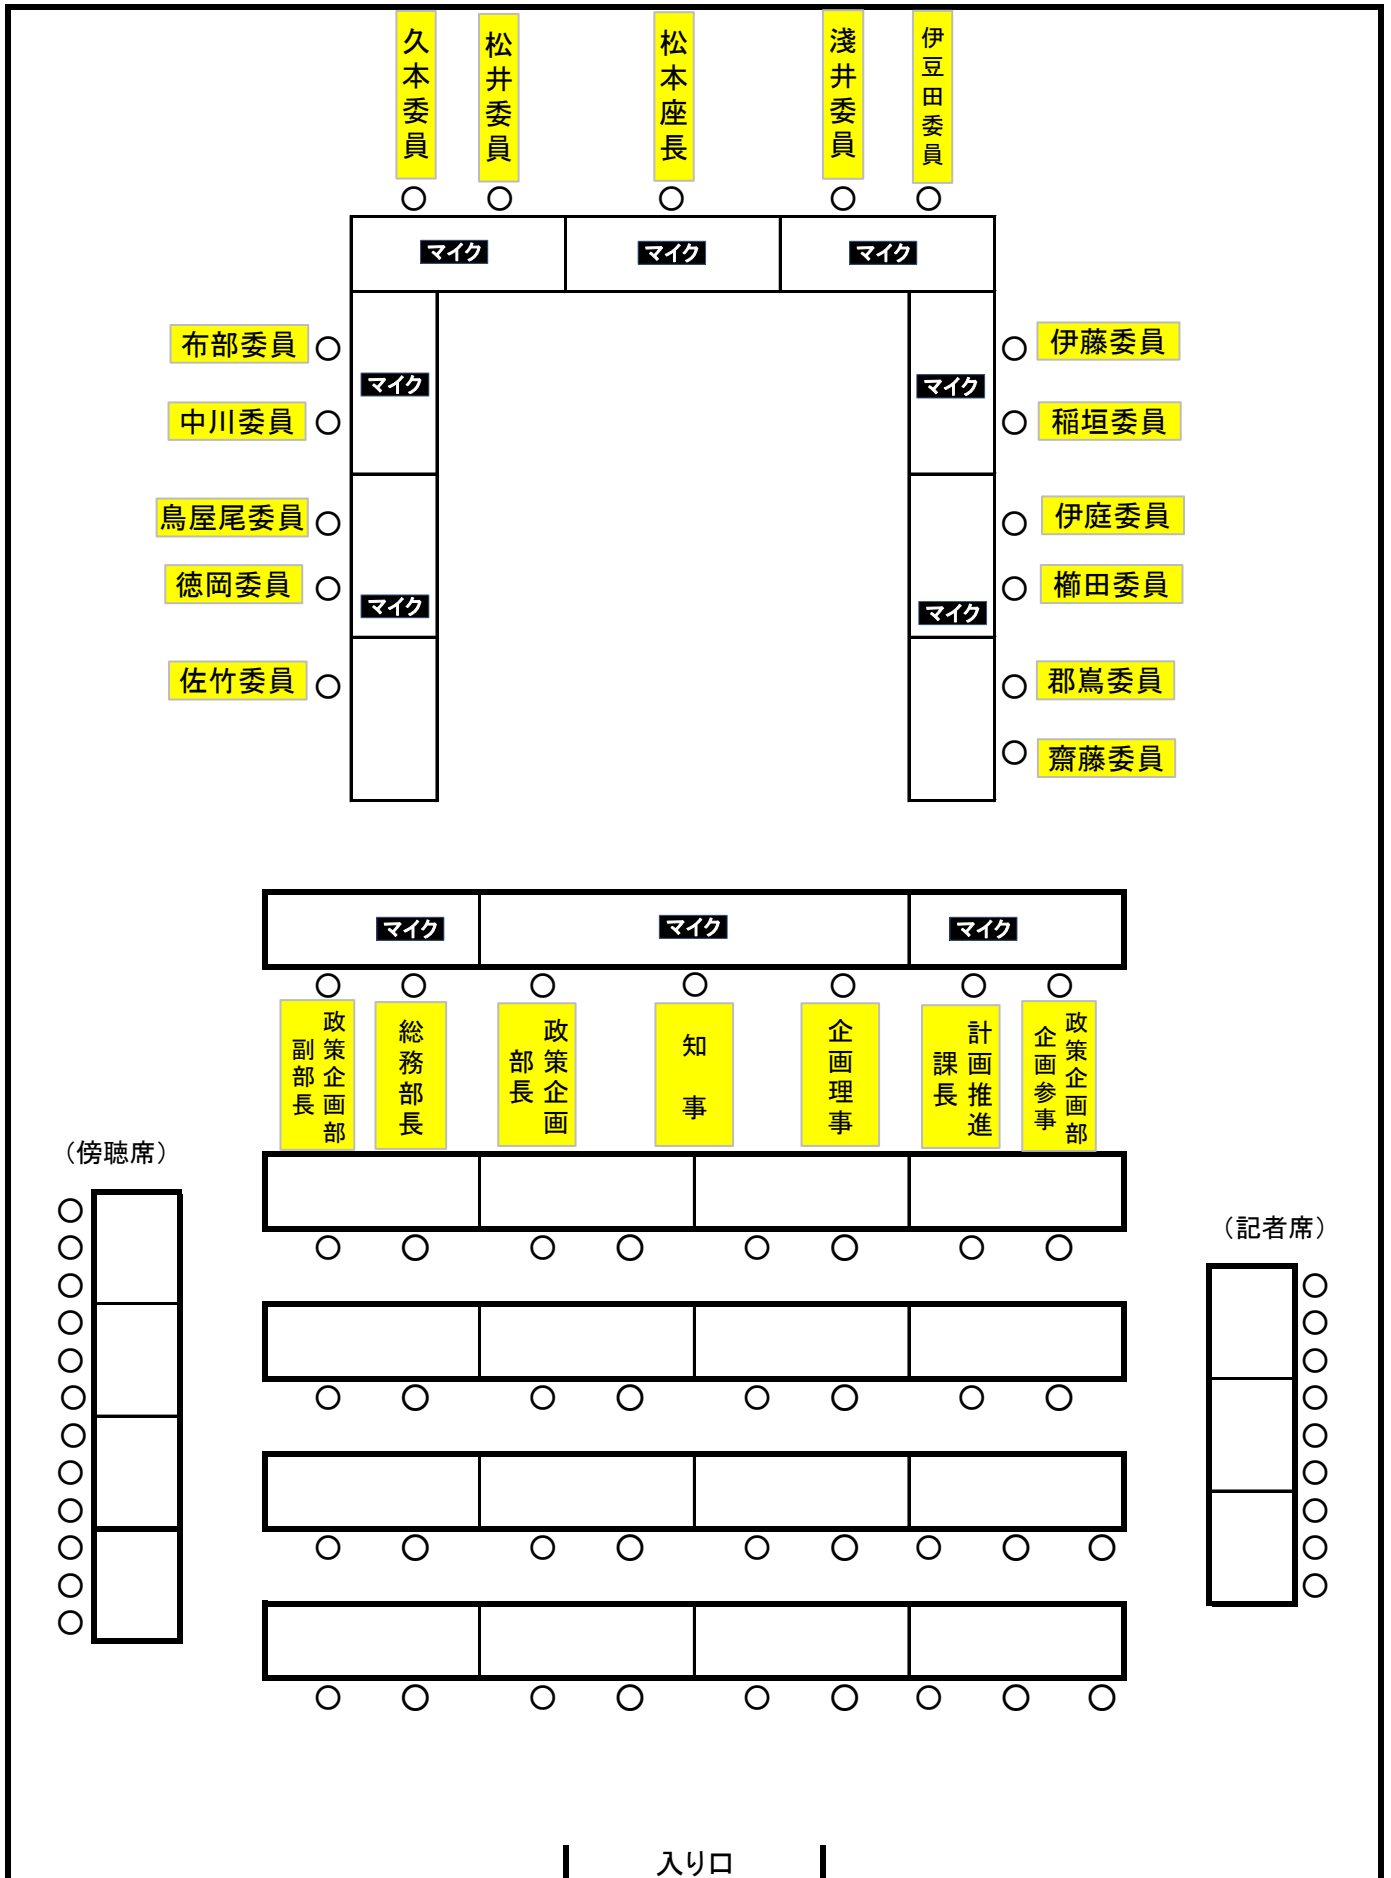 久本委員
松井委員
松本座長
淺井委員
伊豆田委員
マイク
マイク
マイク
布部委員
伊藤委員
マイク
マイク
中川委員
稲垣委員
鳥屋尾委員
伊庭委員
徳岡委員
櫛田委員
マイク
マイク
佐竹委員
郡嶌委員
齋藤委員
マイク
マイク
マイク
政策企画部
副部長
総務部長
政策企画
部長
知事
企画理事
計画推進
課長
政策企画部
企画参事
（傍聴席）
（記者席）
入り口